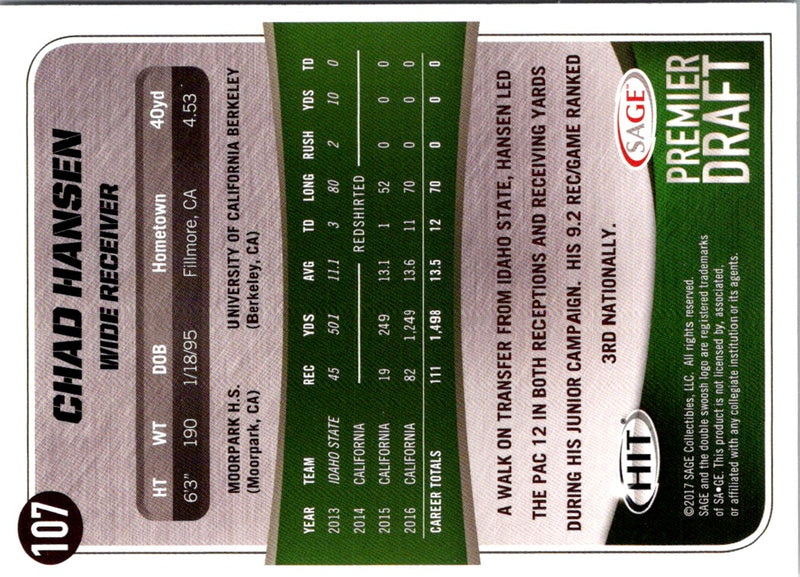 107
CHAD HANSEN
WIDE RECEIVER
HT WT DOB Hometown 40yd
6'3" 190 1/18/95 Fillmore, CA 4.53
MOORPARK H.S. UNIVERSITY OF CALIFORNIA BERKELEY
(Moorpark, CA) (Berkeley, CA)
YEAR TEAM REC YDS AVG TD LONG RUSH YDS TD
2013 IDAHO STATE 45 501 11.1 3 80 2 10 0
2014 CALIFORNIA REDSHIRTED
2015 CALIFORNIA 19 249 13.1 1 52 0 0 0
2016 CALIFORNIA 82 1,249 13.6 11 70 0 0 0
CAREER TOTALS 111 1,498 13.5 12 70 0 0 0
A WALK ON TRANSFER FROM IDAHO STATE, HANSEN LED
THE PAC 12 IN BOTH RECEPTIONS AND RECEIVING YARDS
DURING HIS JUNIOR CAMPAIGN. HIS 9.2 REC/GAME RANKED
3RD NATIONALLY.
HIT
SAGE
PREMIER
DRAFT
©2017 SAGE Collectibles, LLC. All rights reserved.
SAGE and the double swoosh logo are registered trademarks
of SA•GE. This product is not licensed by, associated,
or affiliated with any collegiate institution or its agents.